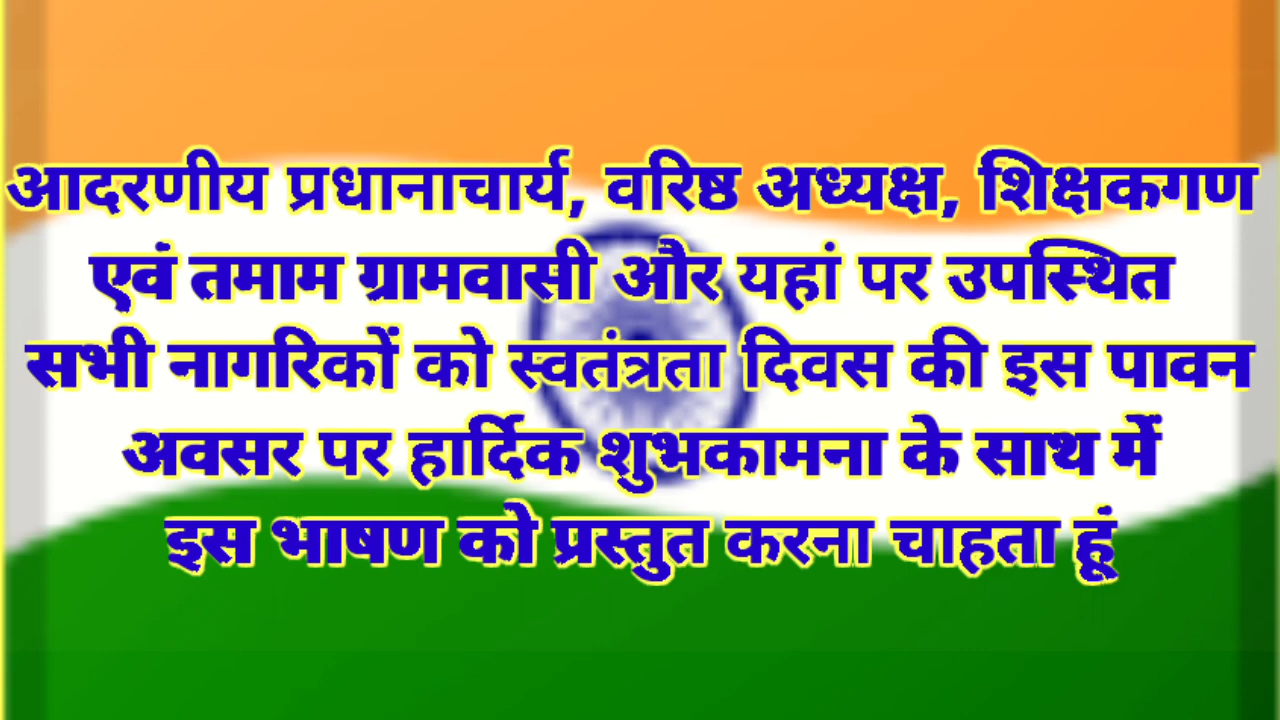 आदरणीय प्रधानाचार्य, वरिष्ठ अध्यक्ष, शिक्षकगण
एवं तमाम ग्रामवासी और यहां पर उपस्थित
सभी नागरिकों को स्वतंत्रता दिवस की इस पावन
अवसर पर हार्दिक शुभकामना के साथ में
इस भाषण को प्रस्तुत करना चाहता हूं